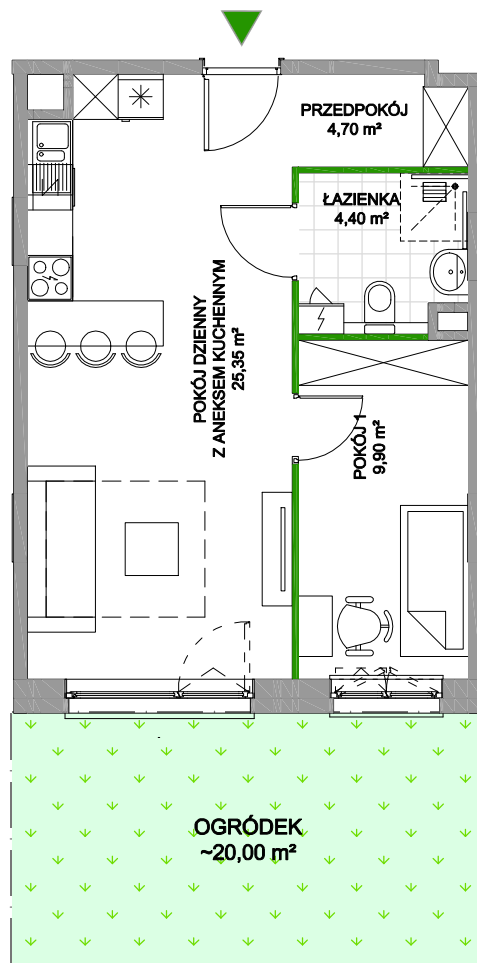 PRZEDPOKÓJ
4,70 m²
ŁAZIENKA
4,40 m²
POKÓJ DZIENNY
Z ANEKSEM KUCHENNYM
25,35 m²
POKÓJ 1
9,90 m²
OGRÓDEK
~20,00 m²